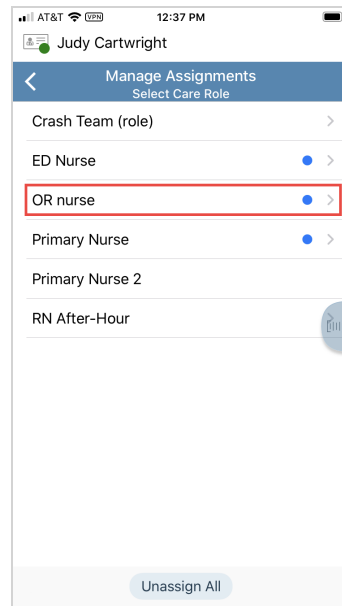 AT&T VPN 12:37 PM
Judy Cartwright
Manage Assignments
Select Care Role
Crash Team (role)
ED Nurse
OR nurse
Primary Nurse
Primary Nurse 2
RN After-Hour
Unassign All